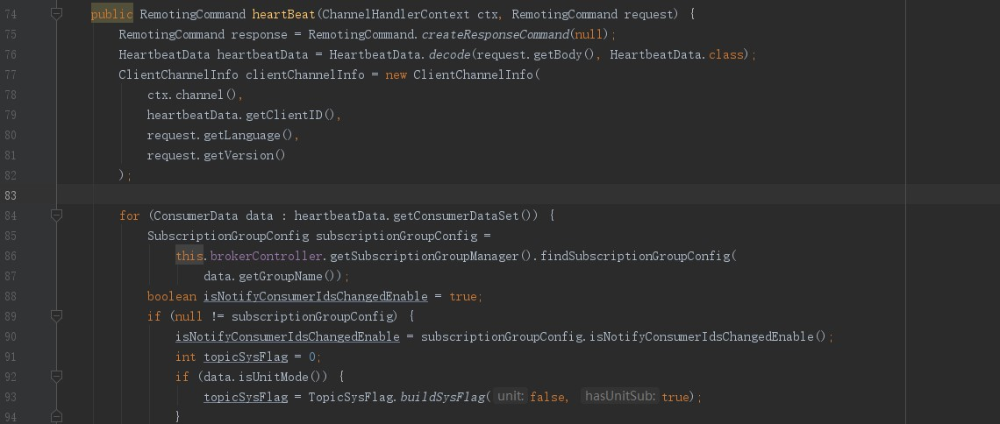 74 public RemotingCommand heartBeat(ChannelHandlerContext ctx, RemotingCommand request) {
75 RemotingCommand response = RemotingCommand.createResponseCommand(null);
76 HeartbeatData heartbeatData = HeartbeatData.decode(request.getBody(), HeartbeatData.class);
77 ClientChannelInfo clientChannelInfo = new ClientChannelInfo(
78 ctx.channel(),
79 heartbeatData.getClientID(),
80 request.getLanguage(),
81 request.getVersion()
82 );
83
84 for (ConsumerData data : heartbeatData.getConsumerDataSet()) {
85 SubscriptionGroupConfig subscriptionGroupConfig =
86 this.brokerController.getSubscriptionGroupManager().findSubscriptionGroupConfig(
87 data.getGroupName());
88 boolean isNotifyConsumerIdsChangedEnable = true;
89 if (null != subscriptionGroupConfig) {
90 isNotifyConsumerIdsChangedEnable = subscriptionGroupConfig.isNotifyConsumerIdsChangedEnable();
91 int topicSysFlag = 0;
92 if (data.isUnitMode()) {
93 topicSysFlag = TopicSysFlag.buildSysFlag( unit: false, hasUnitSub: true);
94 }